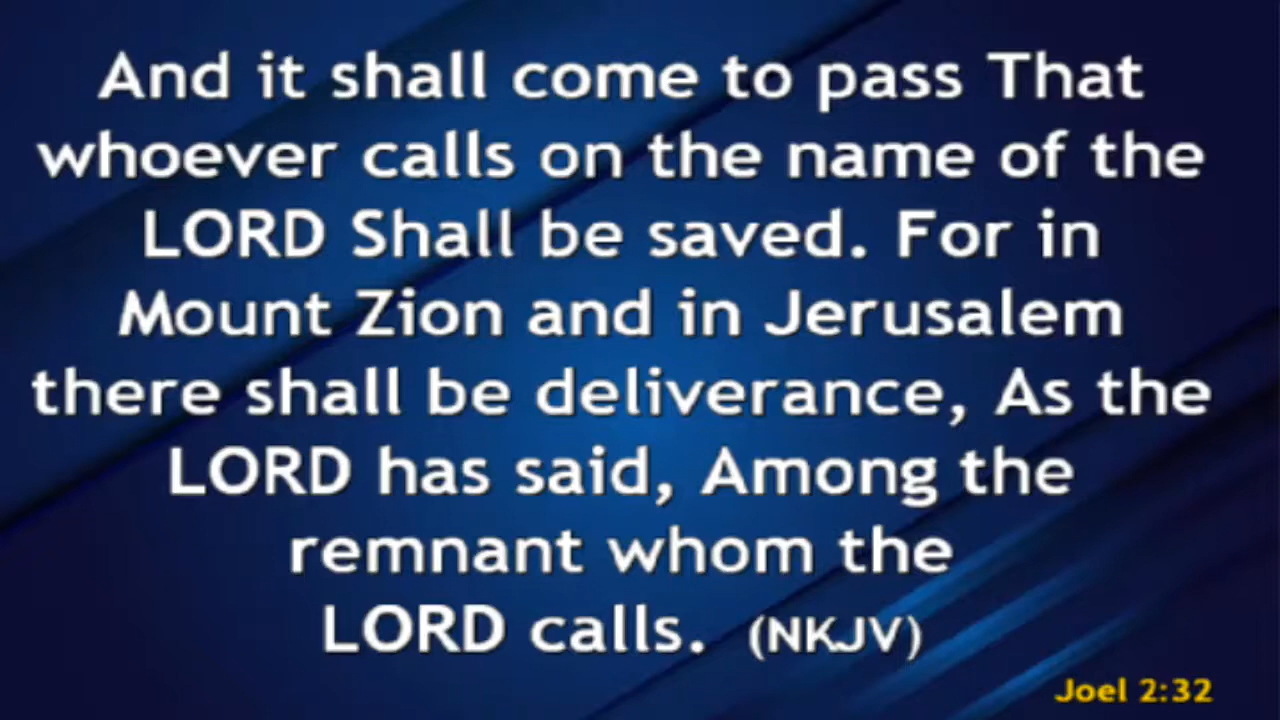 And it shall come to pass That
whoever calls on the name of the
LORD Shall be saved. For in
Mount Zion and in Jerusalem
there shall be deliverance, As the
LORD has said, Among the
remnant whom the
LORD calls. (NKJV)
Joel 2:32